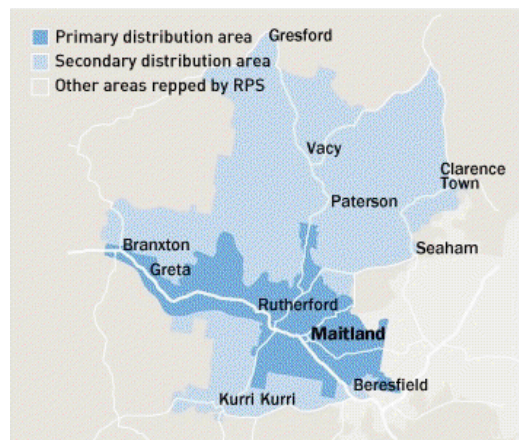 Primary distribution area
Secondary distribution area
Other areas repped by RPS
Gresford
Vacy
Clarence
Town
Paterson
Seaham
Branxton
Greta
Rutherford
Maitland
Beresfield
Kurri Kurri